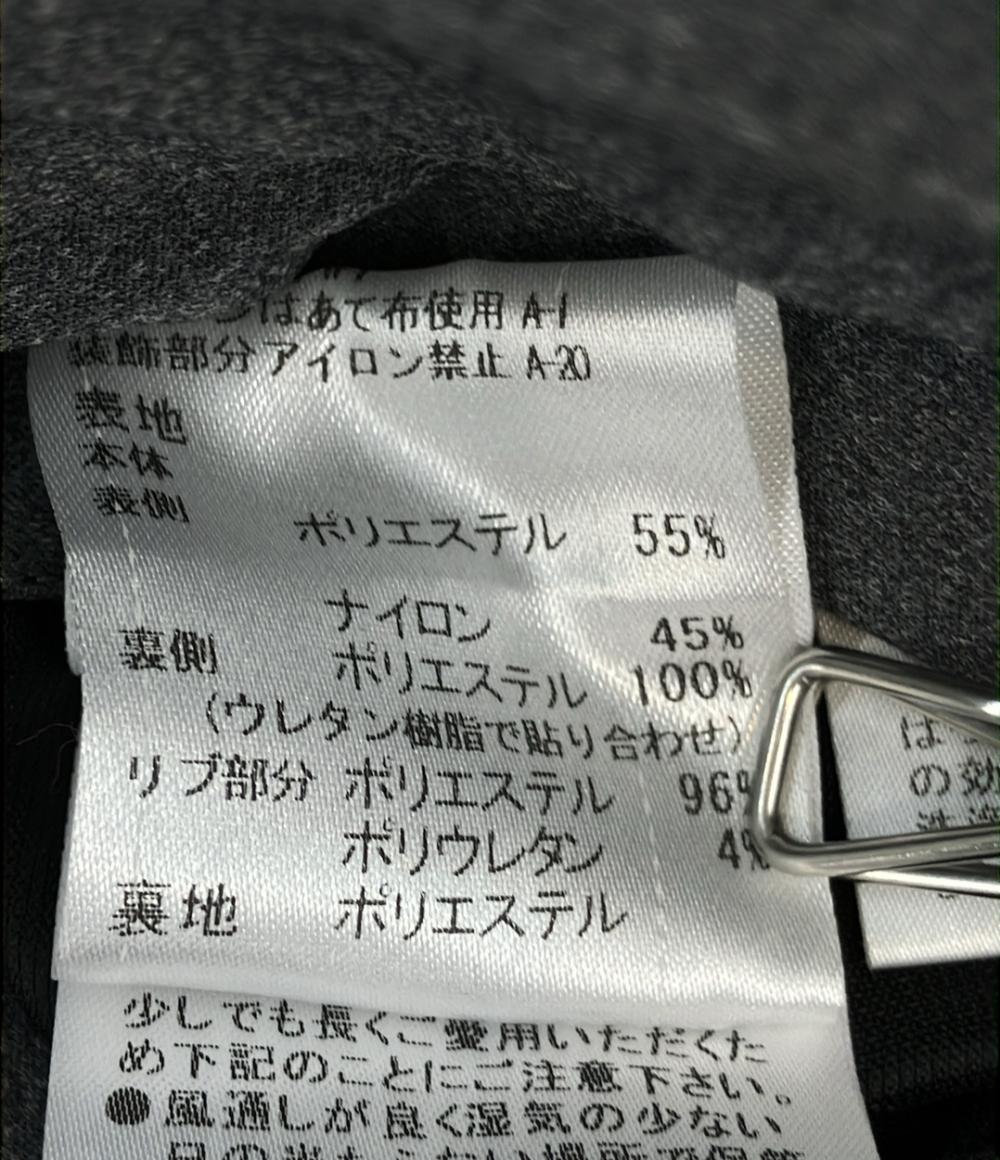 はあて布使用 A-1
装飾部分アイロン禁止 A-20
表地
本体
表側
ポリエステル 55%
ナイロン 45%
裏側 ポリエステル 100%
(ウレタン樹脂で貼り合わせ)
リブ部分 ポリエステル 96%
ポリウレタン 4%
裏地 ポリエステル
少しでも長くご愛用いただくた
め下記のことにご注意下さい。
●風通しが良く湿気の少ない
は
の効